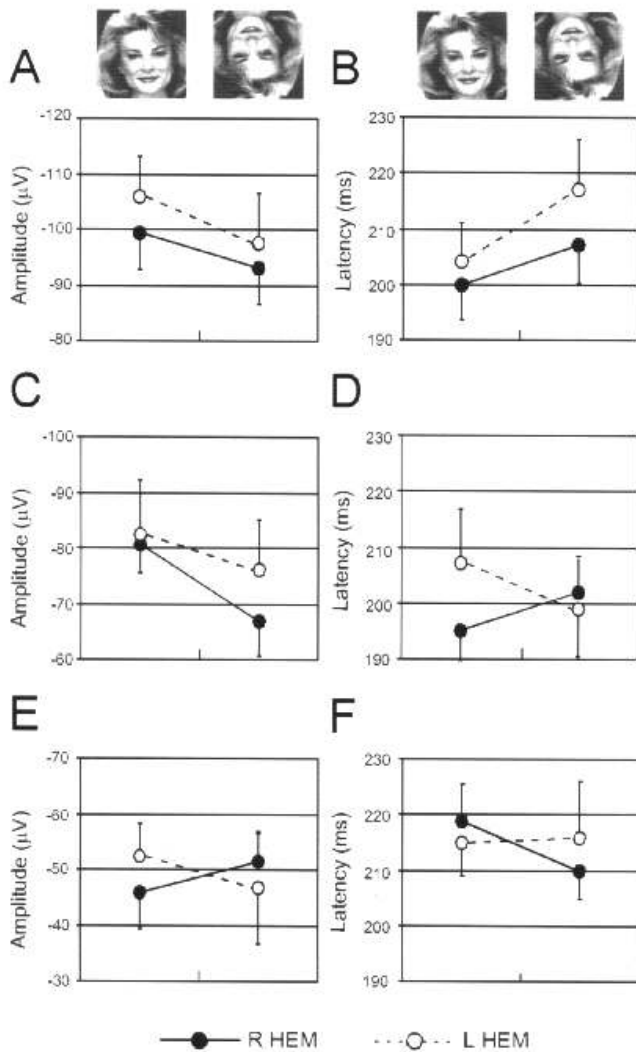 A
B
Amplitude (μV)
-120
-110
-100
-90
-80
Latency (ms)
230
220
210
200
190
C
D
Amplitude (μV)
-100
-90
-80
-70
-60
Latency (ms)
230
220
210
200
190
E
F
Amplitude (μV)
-70
-60
-50
-40
-30
Latency (ms)
230
220
210
200
190
R HEM
L HEM